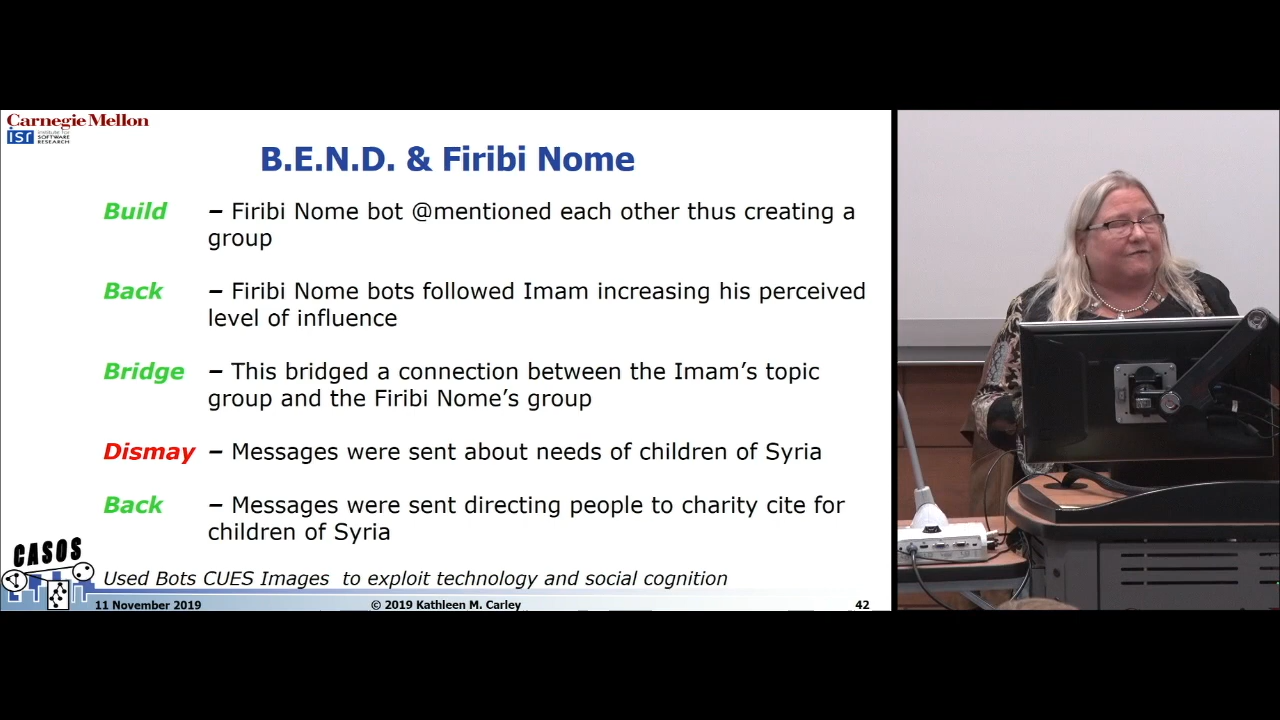 Carnegie Mellon
isr institute for
SOFTWARE
RESEARCH
B.E.N.D. & Firibi Nome
Build – Firibi Nome bot @mentioned each other thus creating a
group
Back – Firibi Nome bots followed Imam increasing his perceived
level of influence
Bridge – This bridged a connection between the Imam’s topic
group and the Firibi Nome’s group
Dismay – Messages were sent about needs of children of Syria
Back – Messages were sent directing people to charity cite for
children of Syria
CASOS
Used Bots CUES Images to exploit technology and social cognition
11 November 2019 © 2019 Kathleen M. Carley 42